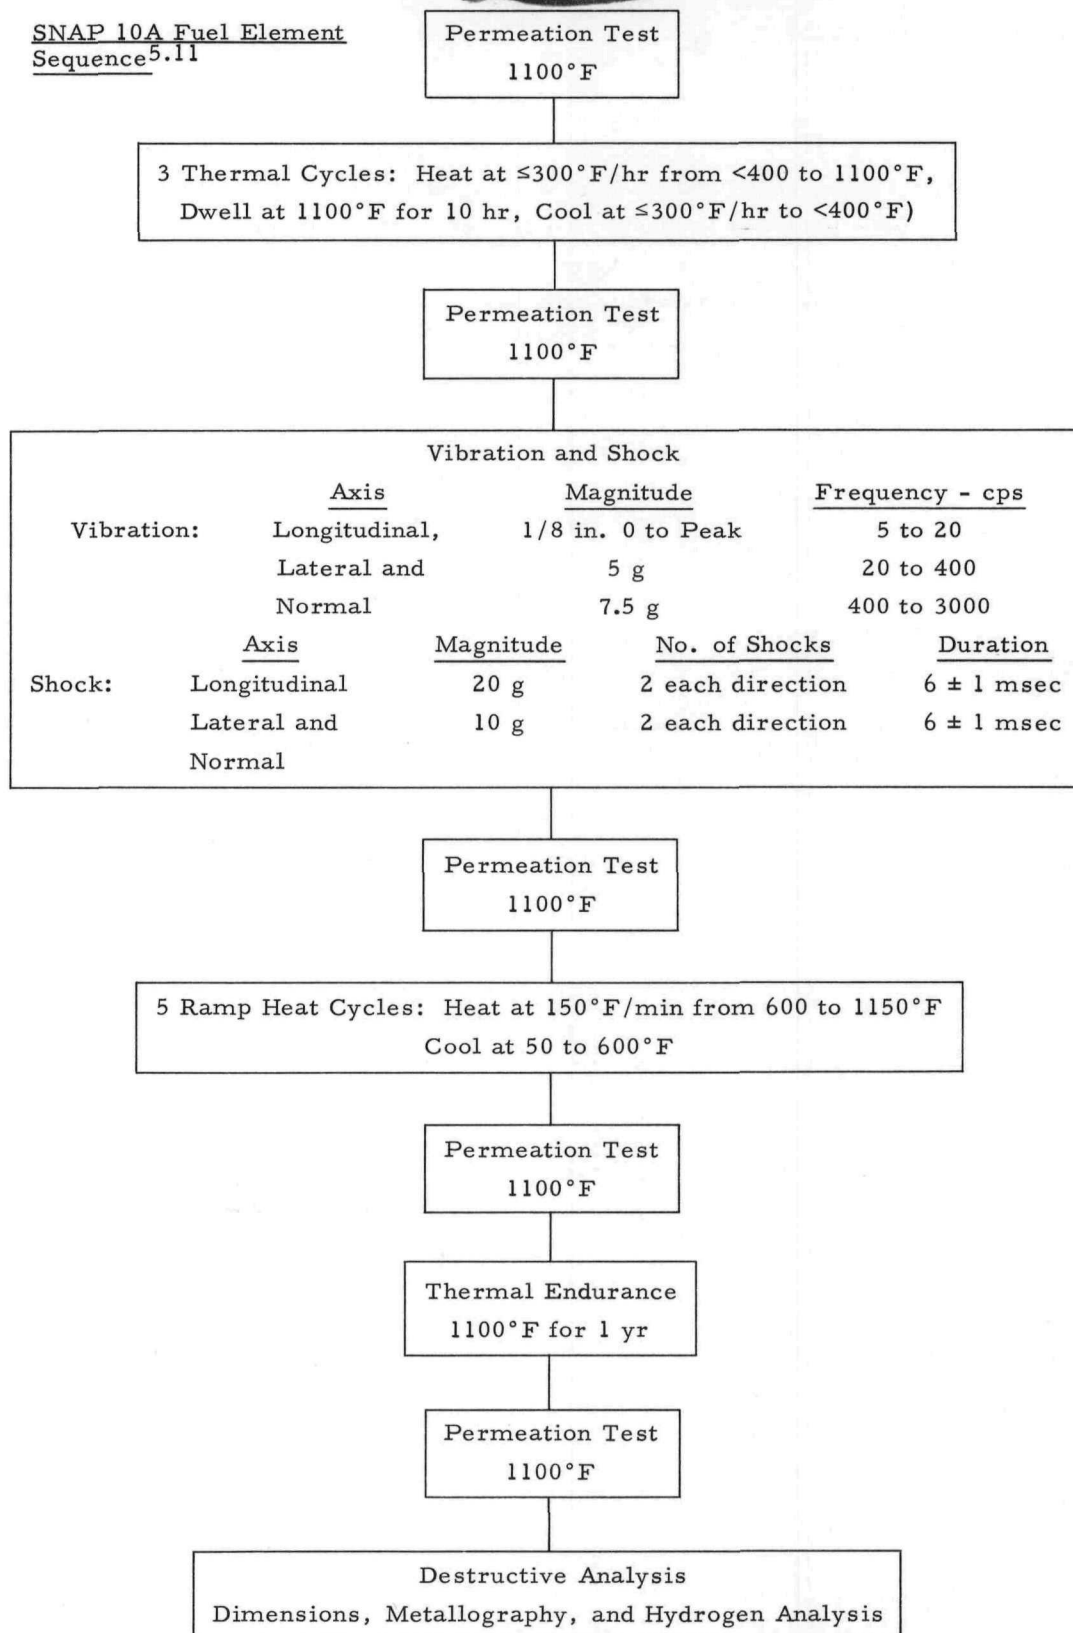 SNAP 10A Fuel Element
Sequence5.11
Permeation Test
1100°F
3 Thermal Cycles: Heat at ≤300°F/hr from <400 to 1100°F,
Dwell at 1100°F for 10 hr, Cool at ≤300°F/hr to <400°F)
Permeation Test
1100°F
Vibration and Shock
Axis Magnitude Frequency - cps
Vibration: Longitudinal, 1/8 in. 0 to Peak 5 to 20
Lateral and 5 g 20 to 400
Normal 7.5 g 400 to 3000
Axis Magnitude No. of Shocks Duration
Shock: Longitudinal 20 g 2 each direction 6 ± 1 msec
Lateral and 10 g 2 each direction 6 ± 1 msec
Normal
Permeation Test
1100°F
5 Ramp Heat Cycles: Heat at 150°F/min from 600 to 1150°F
Cool at 50 to 600°F
Permeation Test
1100°F
Thermal Endurance
1100°F for 1 yr
Permeation Test
1100°F
Destructive Analysis
Dimensions, Metallography, and Hydrogen Analysis